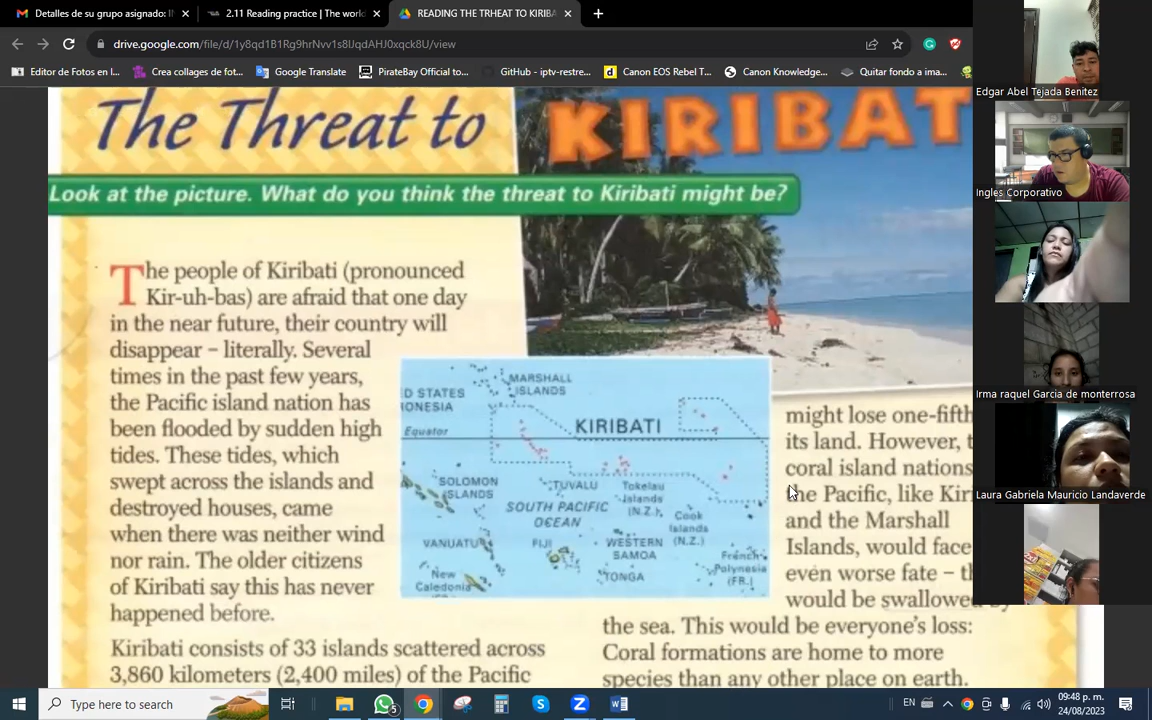 Detalles de su grupo asignado: I
2.11 Reading practice | The world
READING THE TRHEAT TO KIRIBA
drive.google.com/file/d/1y8qd1B1Rg9hrNvv1s8lJqdAHJ0xqck8U/view
Editor de Fotos en l...
Crea collages de fot...
Google Translate
PirateBay Official to...
GitHub - iptv-restre...
Canon EOS Rebel T...
Canon Knowledge...
Quitar fondo a ima...
The Threat to KIRIBAT
Look at the picture. What do you think the threat to Kiribati might be?
The people of Kiribati (pronounced
Kir-uh-bas) are afraid that one day
in the near future, their country will
disappear – literally. Several
times in the past few years,
the Pacific island nation has
been flooded by sudden high
tides. These tides, which
swept across the islands and
destroyed houses, came
when there was neither wind
nor rain. The older citizens
of Kiribati say this has never
happened before.
Kiribati consists of 33 islands scattered across
3,860 kilometers (2,400 miles) of the Pacific
MARSHALL
ISLANDS
D STATES
ONESIA
KIRIBATI
Equator
SOLOMON
ISLANDS
TUVALU
Tokelau
Islands
(N.Z.)
SOUTH PACIFIC
OCEAN
Cook
Islands
(N.Z.)
VANUATU
FIJI
WESTERN
SAMOA
French
Polynesia
(FR.)
TONGA
New
Caledonia
might lose one-fifth
its land. However, t
coral island nations
the Pacific, like Kir
and the Marshall
Islands, would face
even worse fate – th
would be swallowed by
the sea. This would be everyone's loss:
Coral formations are home to more
species than any other place on earth.
Edgar Abel Tejada Benitez
Ingles Corporativo
Irma raquel Garcia de monterrosa
Laura Gabriela Mauricio Landaverde
Type here to search
5
EN
09:48 p. m.
24/08/2023